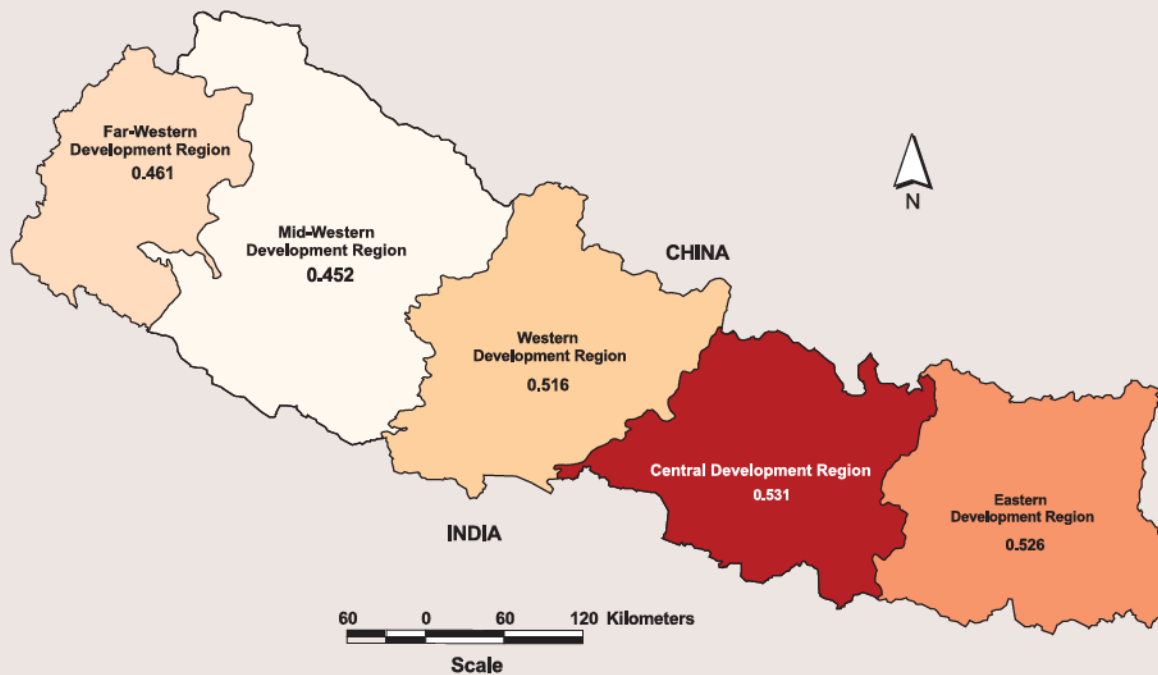 Far-Western
Development Region
0.461
Mid-Western
Development Region
0.452
N
CHINA
Western
Development Region
0.516
Central Development Region
0.531
Eastern
Development Region
0.526
INDIA
60 0 60 120 Kilometers
Scale